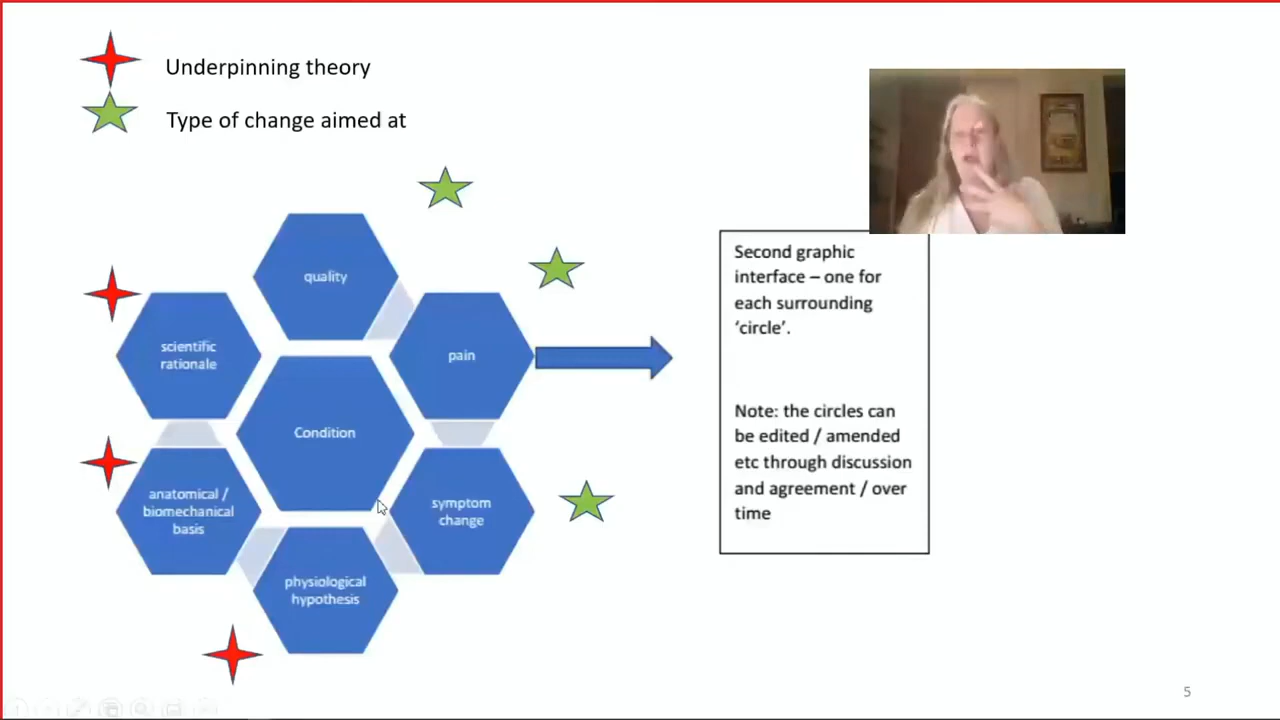 Underpinning theory
Type of change aimed at
quality
scientific
rationale
pain
Condition
anatomical /
biomechanical
basis
symptom
change
physiological
hypothesis
Second graphic
interface – one for
each surrounding
‘circle’.
Note: the circles can
be edited / amended
etc through discussion
and agreement / over
time
5